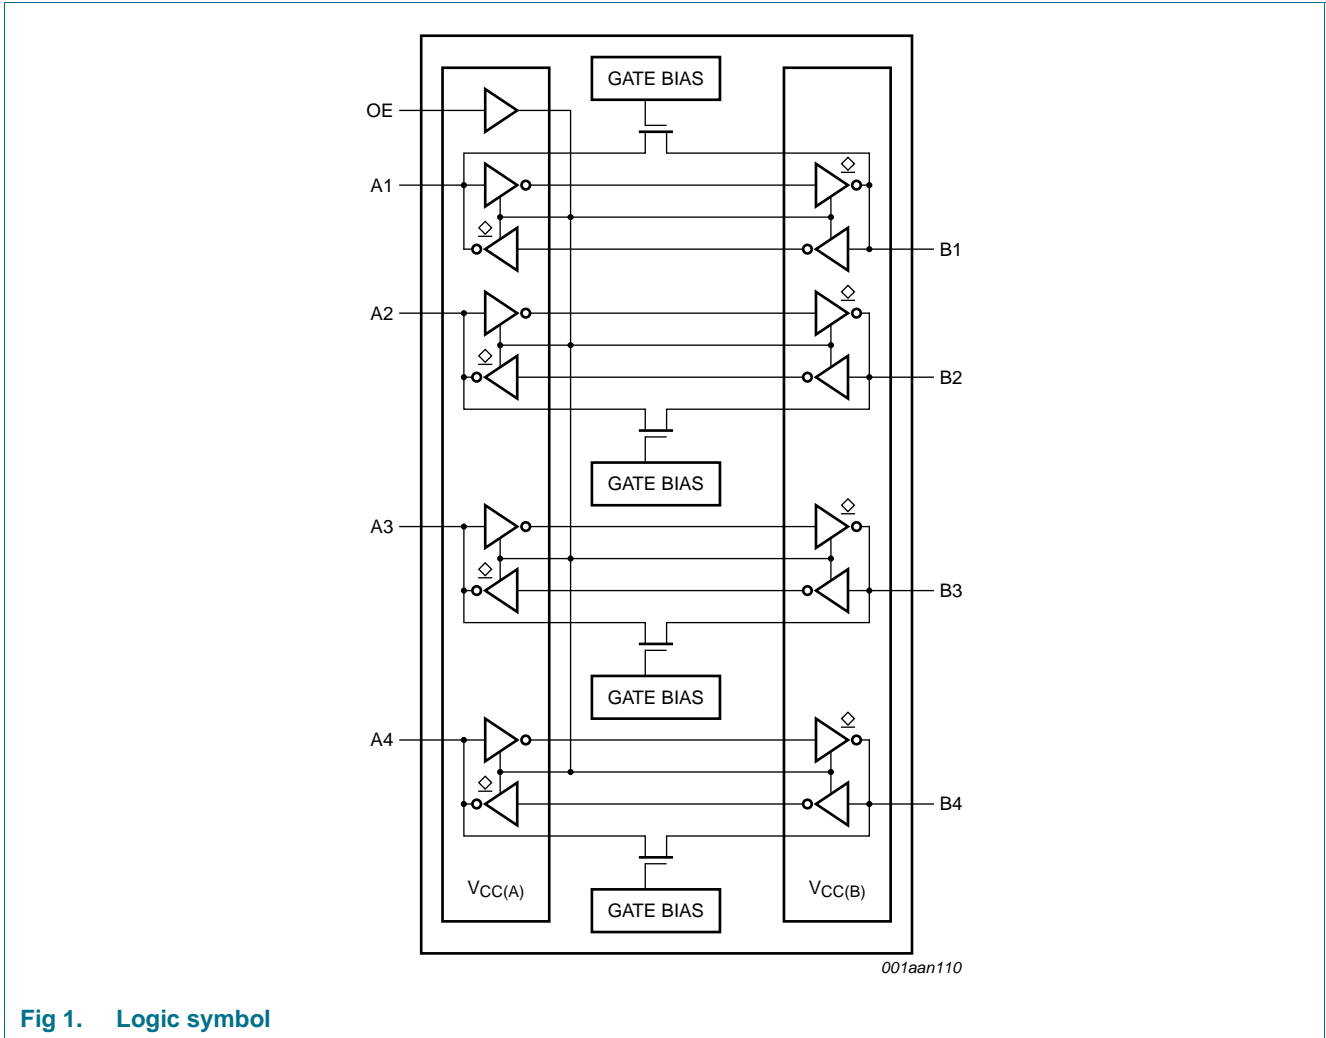 GATE BIAS
OE
A1
B1
A2
B2
GATE BIAS
A3
B3
GATE BIAS
A4
B4
VCC(A)
VCC(B)
GATE BIAS
001aan110
Fig 1. Logic symbol